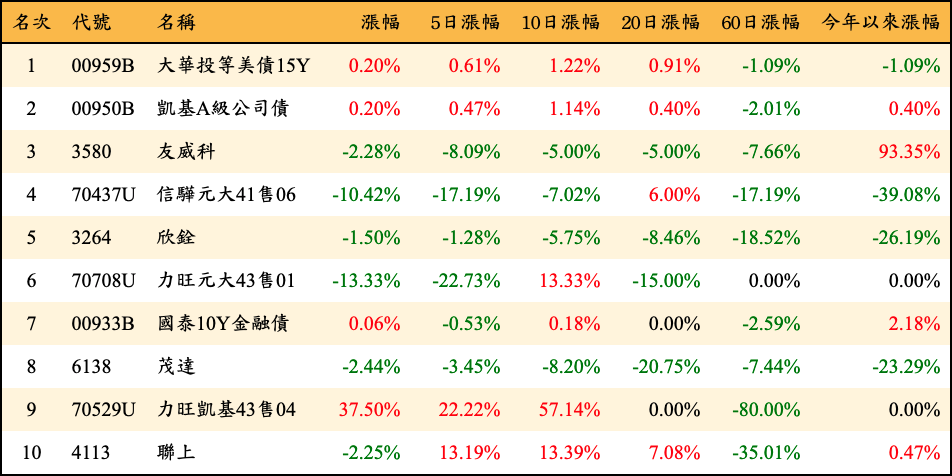 名次 代號 名稱 漲幅 5日漲幅 10日漲幅 20日漲幅 60日漲幅 今年以來漲幅
1 00959B 大華投等美債15Y 0.20% 0.61% 1.22% 0.91% -1.09% -1.09%
2 00950B 凱基A級公司債 0.20% 0.47% 1.14% 0.40% -2.01% 0.40%
3 3580 友威科 -2.28% -8.09% -5.00% -5.00% -7.66% 93.35%
4 70437U 信驊元大41售06 -10.42% -17.19% -7.02% 6.00% -17.19% -39.08%
5 3264 欣銓 -1.50% -1.28% -5.75% -8.46% -18.52% -26.19%
6 70708U 力旺元大43售01 -13.33% -22.73% 13.33% -15.00% 0.00% 0.00%
7 00933B 國泰10Y金融債 0.06% -0.53% 0.18% 0.00% -2.59% 2.18%
8 6138 茂達 -2.44% -3.45% -8.20% -20.75% -7.44% -23.29%
9 70529U 力旺凱基43售04 37.50% 22.22% 57.14% 0.00% -80.00% 0.00%
10 4113 聯上 -2.25% 13.19% 13.39% 7.08% -35.01% 0.47%